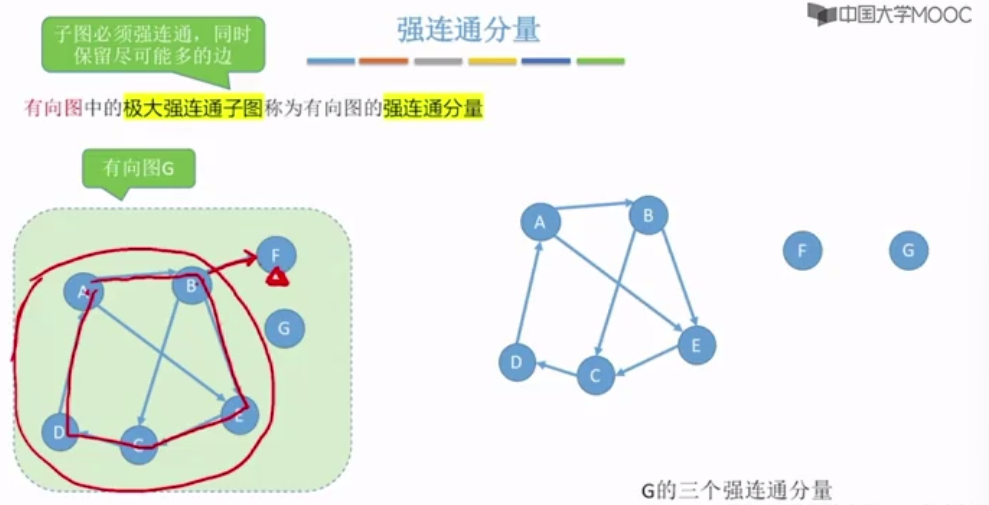 中国大学MOOC
强连通分量
子图必须强连通，同时
保留尽可能多的边
有向图中的极大强连通子图称为有向图的强连通分量
有向图G
A
B
F
G
D
C
E
A
B
F
G
D
C
E
G的三个强连通分量